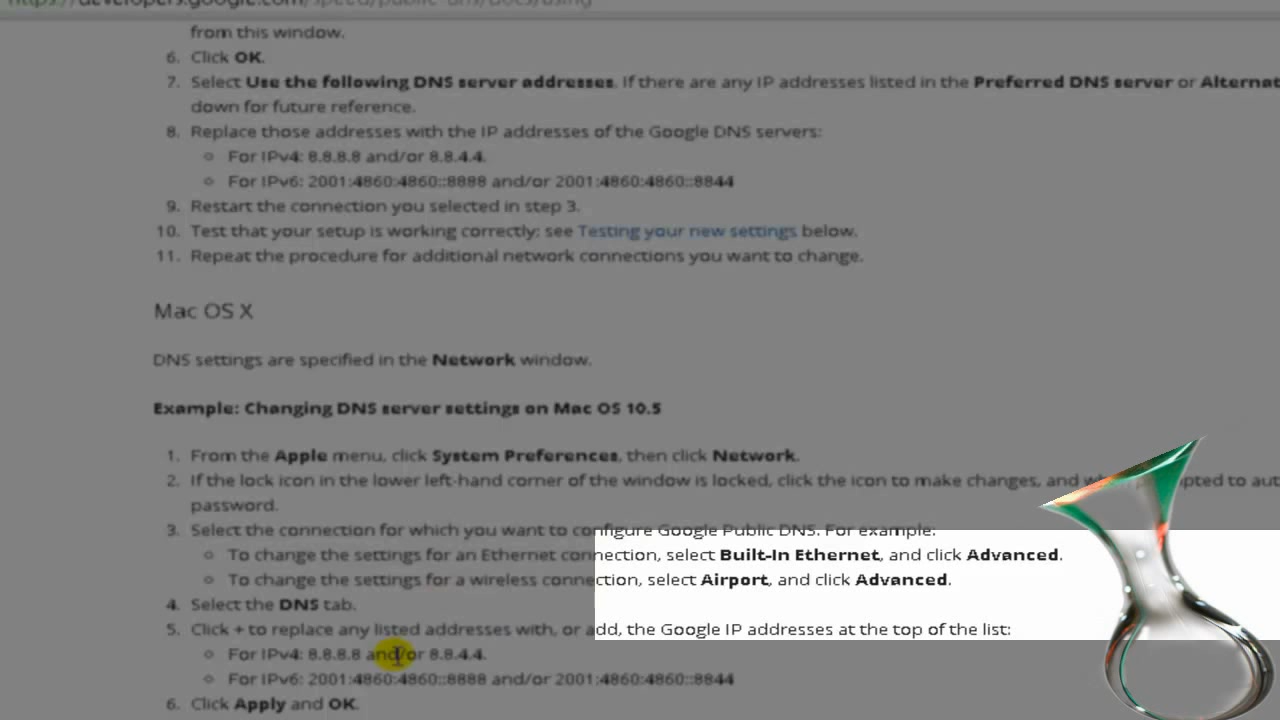 from this window.
6. Click OK.
7. Select Use the following DNS server addresses. If there are any IP addresses listed in the Preferred DNS server or
down for future reference.
8. Replace those addresses with the IP addresses of the Google DNS servers:
For IPv4: 8.8.8.8 and/or 8.8.4.4.
For IPv6: 2001:4860:4860::8888 and/or 2001:4860:4860::8844
9. Restart the connection you selected in step 3.
10. Test that your setup is working correctly: see Testing your new settings below.
11. Repeat the procedure for additional network connections you want to change.
Mac OS X
DNS settings are specified in the Network window.
Example: Changing DNS server settings on Mac OS 10.5
1. From the Apple menu, click System Preferences, then click Network.
2. If the lock icon in the lower left-hand corner of the window is locked, click the icon to make changes, and
password.
3. Select the connection for which you want to configure Google Public DNS. For example:
To change the settings for an Ethernet connection, select Built-In Ethernet, and click Advanced.
To change the settings for a wireless connection, select Airport, and click Advanced.
4. Select the DNS tab.
5. Click + to replace any listed addresses with, or add, the Google IP addresses at the top of the list:
For IPv4: 8.8.8.8 and/or 8.8.4.4.
For IPv6: 2001:4860:4860::8888 and/or 2001:4860:4860::8844
6. Click Apply and OK.